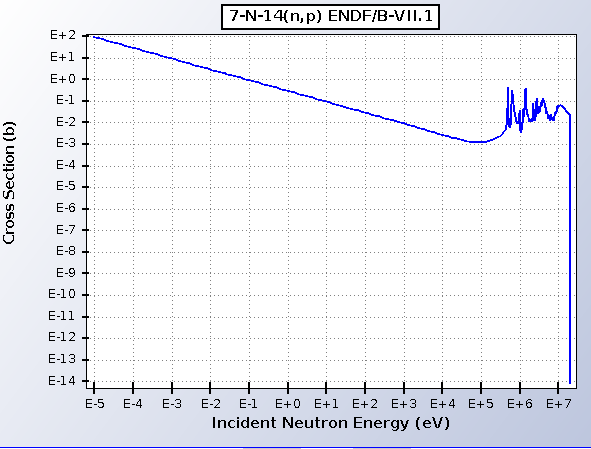 7-N-14(n,p) ENDF/B-VII.1
Cross Section (b)
E+2
E+1
E+0
E-1
E-2
E-3
E-4
E-5
E-6
E-7
E-8
E-9
E-10
E-11
E-12
E-13
E-14
E-5 E-4 E-3 E-2 E-1 E+0 E+1 E+2 E+3 E+4 E+5 E+6 E+7
Incident Neutron Energy (eV)